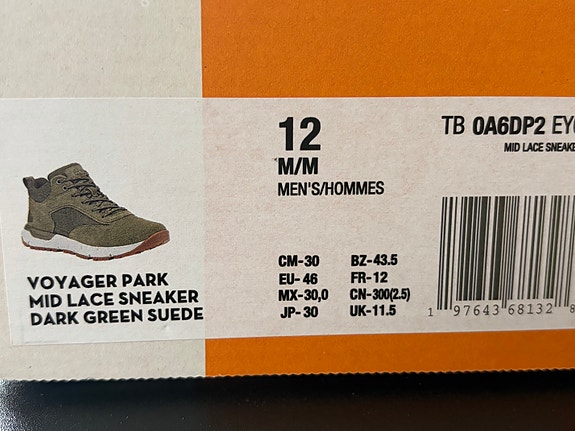 12
M/M
MEN'S/HOMMES
TB 0A6DP2
MID LACE
VOYAGER PARK
MID LACE SNEAKER
DARK GREEN SUEDE
CM-30 BZ-43.5
EU- 46 FR-12
MX-30,0 CN-300(2.5)
JP- 30 UK-11.5
1 97643 68132